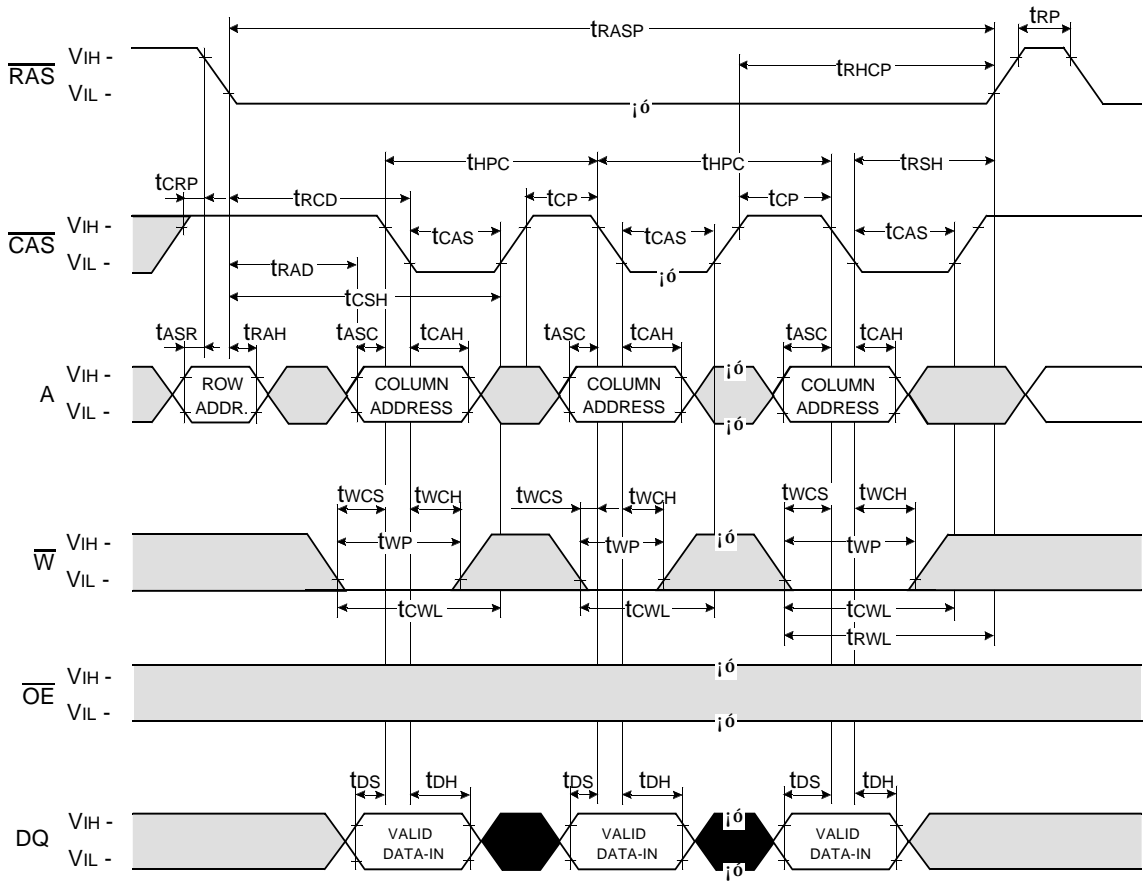 tRASP tRP
RAS VIH -
VIL -
tRHCP
¡ó
tCRP tRCD tHPC tCP tHPC tCP tRSH
CAS VIH -
VIL -
tCAS tCAS tCAS
¡ó
tRAD
tCSH
tASR tRAH tASC tCAH tASC tCAH tASC tCAH
A VIH -
VIL -
ROW ADDR.
COLUMN ADDRESS
COLUMN ADDRESS
¡ó
¡ó
COLUMN ADDRESS
tWCS tWCH tWCS tWCH tWCS tWCH
W VIH -
VIL -
tWP tWP ¡ó tWP
tCWL tCWL tCWL
tRWL
OE VIH -
VIL -
¡ó
¡ó
tDS tDH tDS tDH tDS tDH
DQ VIH -
VIL -
VALID DATA-IN
VALID DATA-IN
¡ó
¡ó
VALID DATA-IN